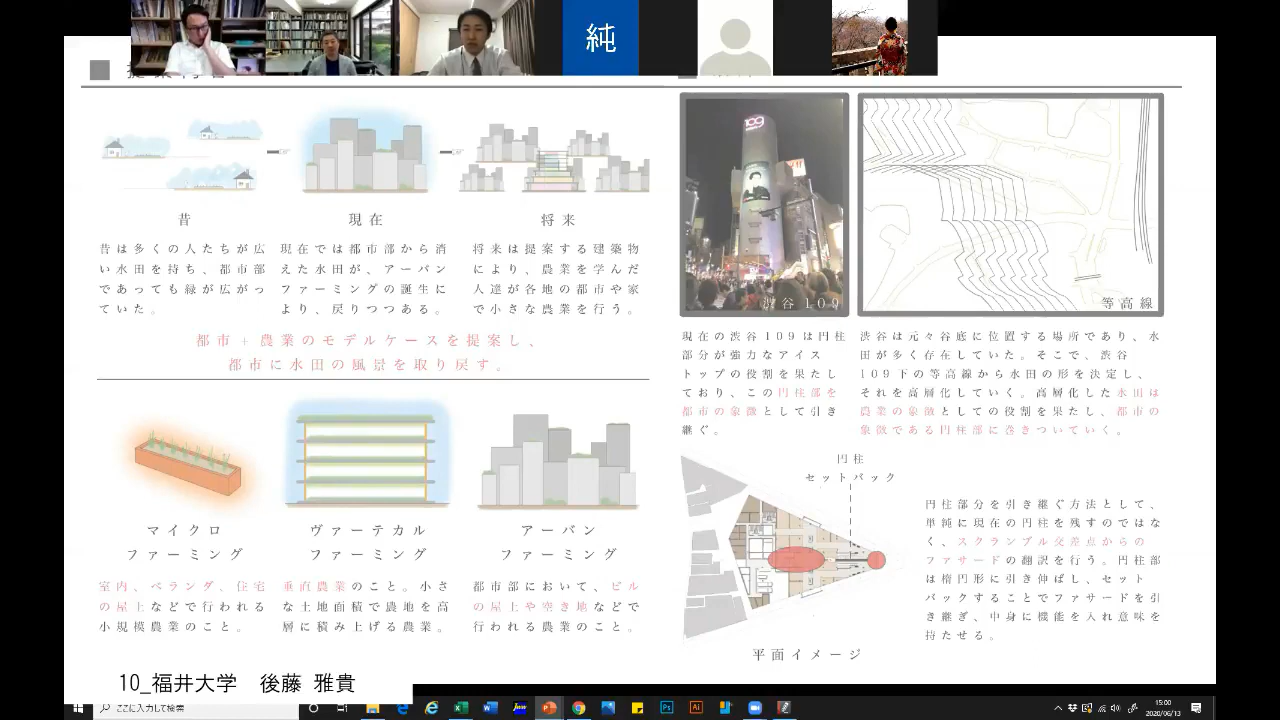 純
昔
昔は多くの人たちが広
い水田を持ち、都市部
であっても緑が広がっ
ていた。
現在
現在では都市部から消
えた水田が、アーバン
ファーミングの誕生に
より、戻りつつある。
将来
将来は提案する建築物
により、農業を学んだ
人達が各地の都市や家
で小さな農業を行う。
都市+農業のモデルケースを提案し、
都市に水田の風景を取り戻す。
マイクロ
ファーミング
室内、ベランダ、住宅
の屋上などで行われる
小規模農業のこと。
ヴァーテカル
ファーミング
垂直農業のこと。小さ
な土地面積で農地を高
層に積み上げる農業。
アーバン
ファーミング
都市部において、ビル
の屋上や空き地などで
行われる農業のこと。
109
渋谷109
等高線
現在の渋谷109は円柱
部分が強力なアイス
トップの役割を果たし
ており、この円柱部を
都市の象徴として引き
継ぐ。
渋谷は元々谷底に位置する場所であり、水
田が多く存在していた。そこで、渋谷
109下の等高線から水田の形を決定し、
それを高層化していく。高層化した水田は
農業の象徴としての役割を果たし、都市の
象徴である円柱部に巻きついていく。
円柱
セットバック
平面イメージ
円柱部分を引き継ぐ方法として、
単純に現在の円柱を残すのではな
く、スクランブル交差点からの
ファサードの翻訳を行う。円柱部
は楕円形に引き伸ばし、セット
バックすることでファサードを引
き継ぎ、中身に機能を入れ意味を
持たせる。
10_福井大学 後藤 雅貴
ここに入力して検索
15:00
2020/06/13